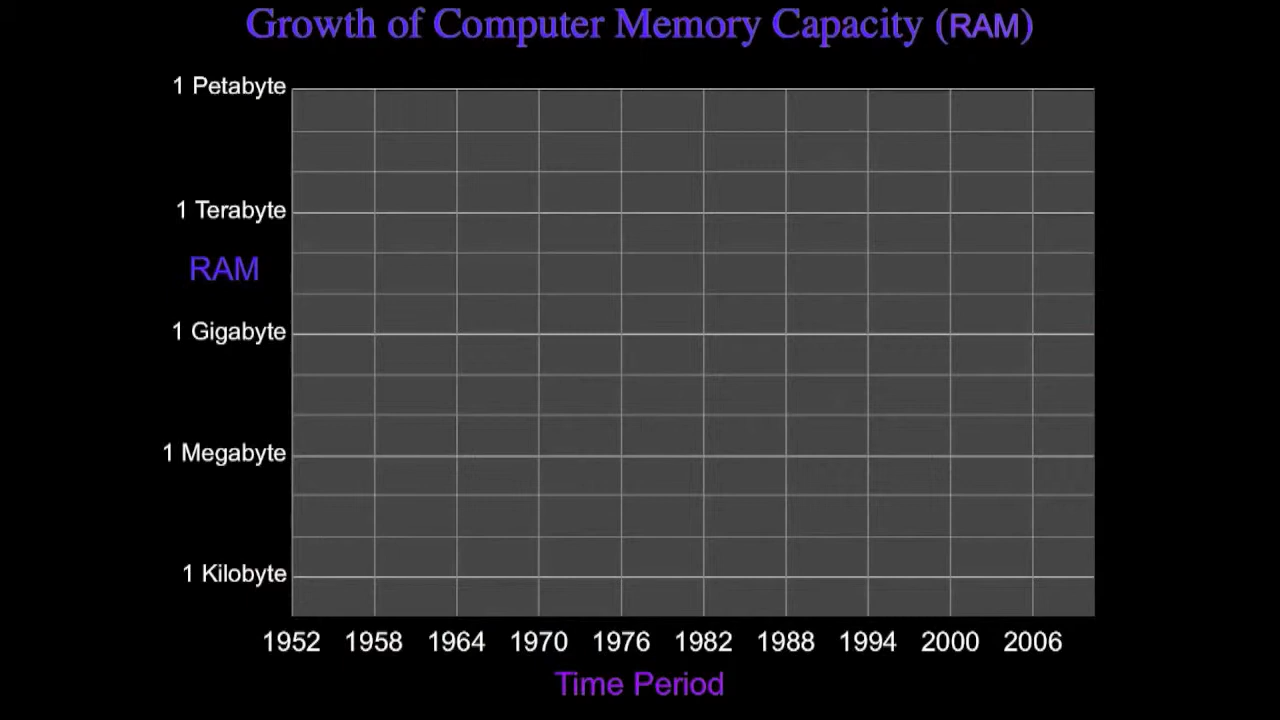 Growth of Computer Memory Capacity (RAM)
1 Petabyte
1 Terabyte
RAM
1 Gigabyte
1 Megabyte
1 Kilobyte
1952 1958 1964 1970 1976 1982 1988 1994 2000 2006
Time Period